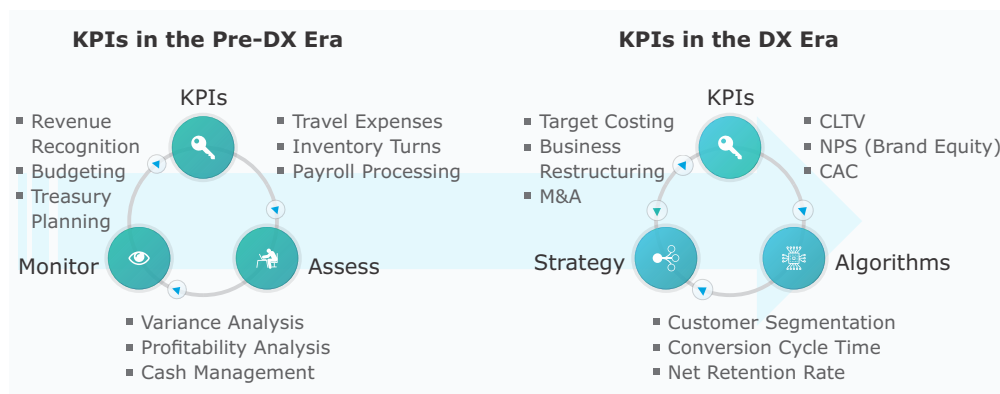 KPIs in the Pre-DX Era
KPIs
Revenue
Recognition
Budgeting
Treasury
Planning
Travel Expenses
Inventory Turns
Payroll Processing
Monitor
Assess
Variance Analysis
Profitability Analysis
Cash Management
KPIs in the DX Era
KPIs
Target Costing
Business
Restructuring
M&A
CLTV
NPS (Brand Equity)
CAC
Strategy
Algorithms
Customer Segmentation
Conversion Cycle Time
Net Retention Rate